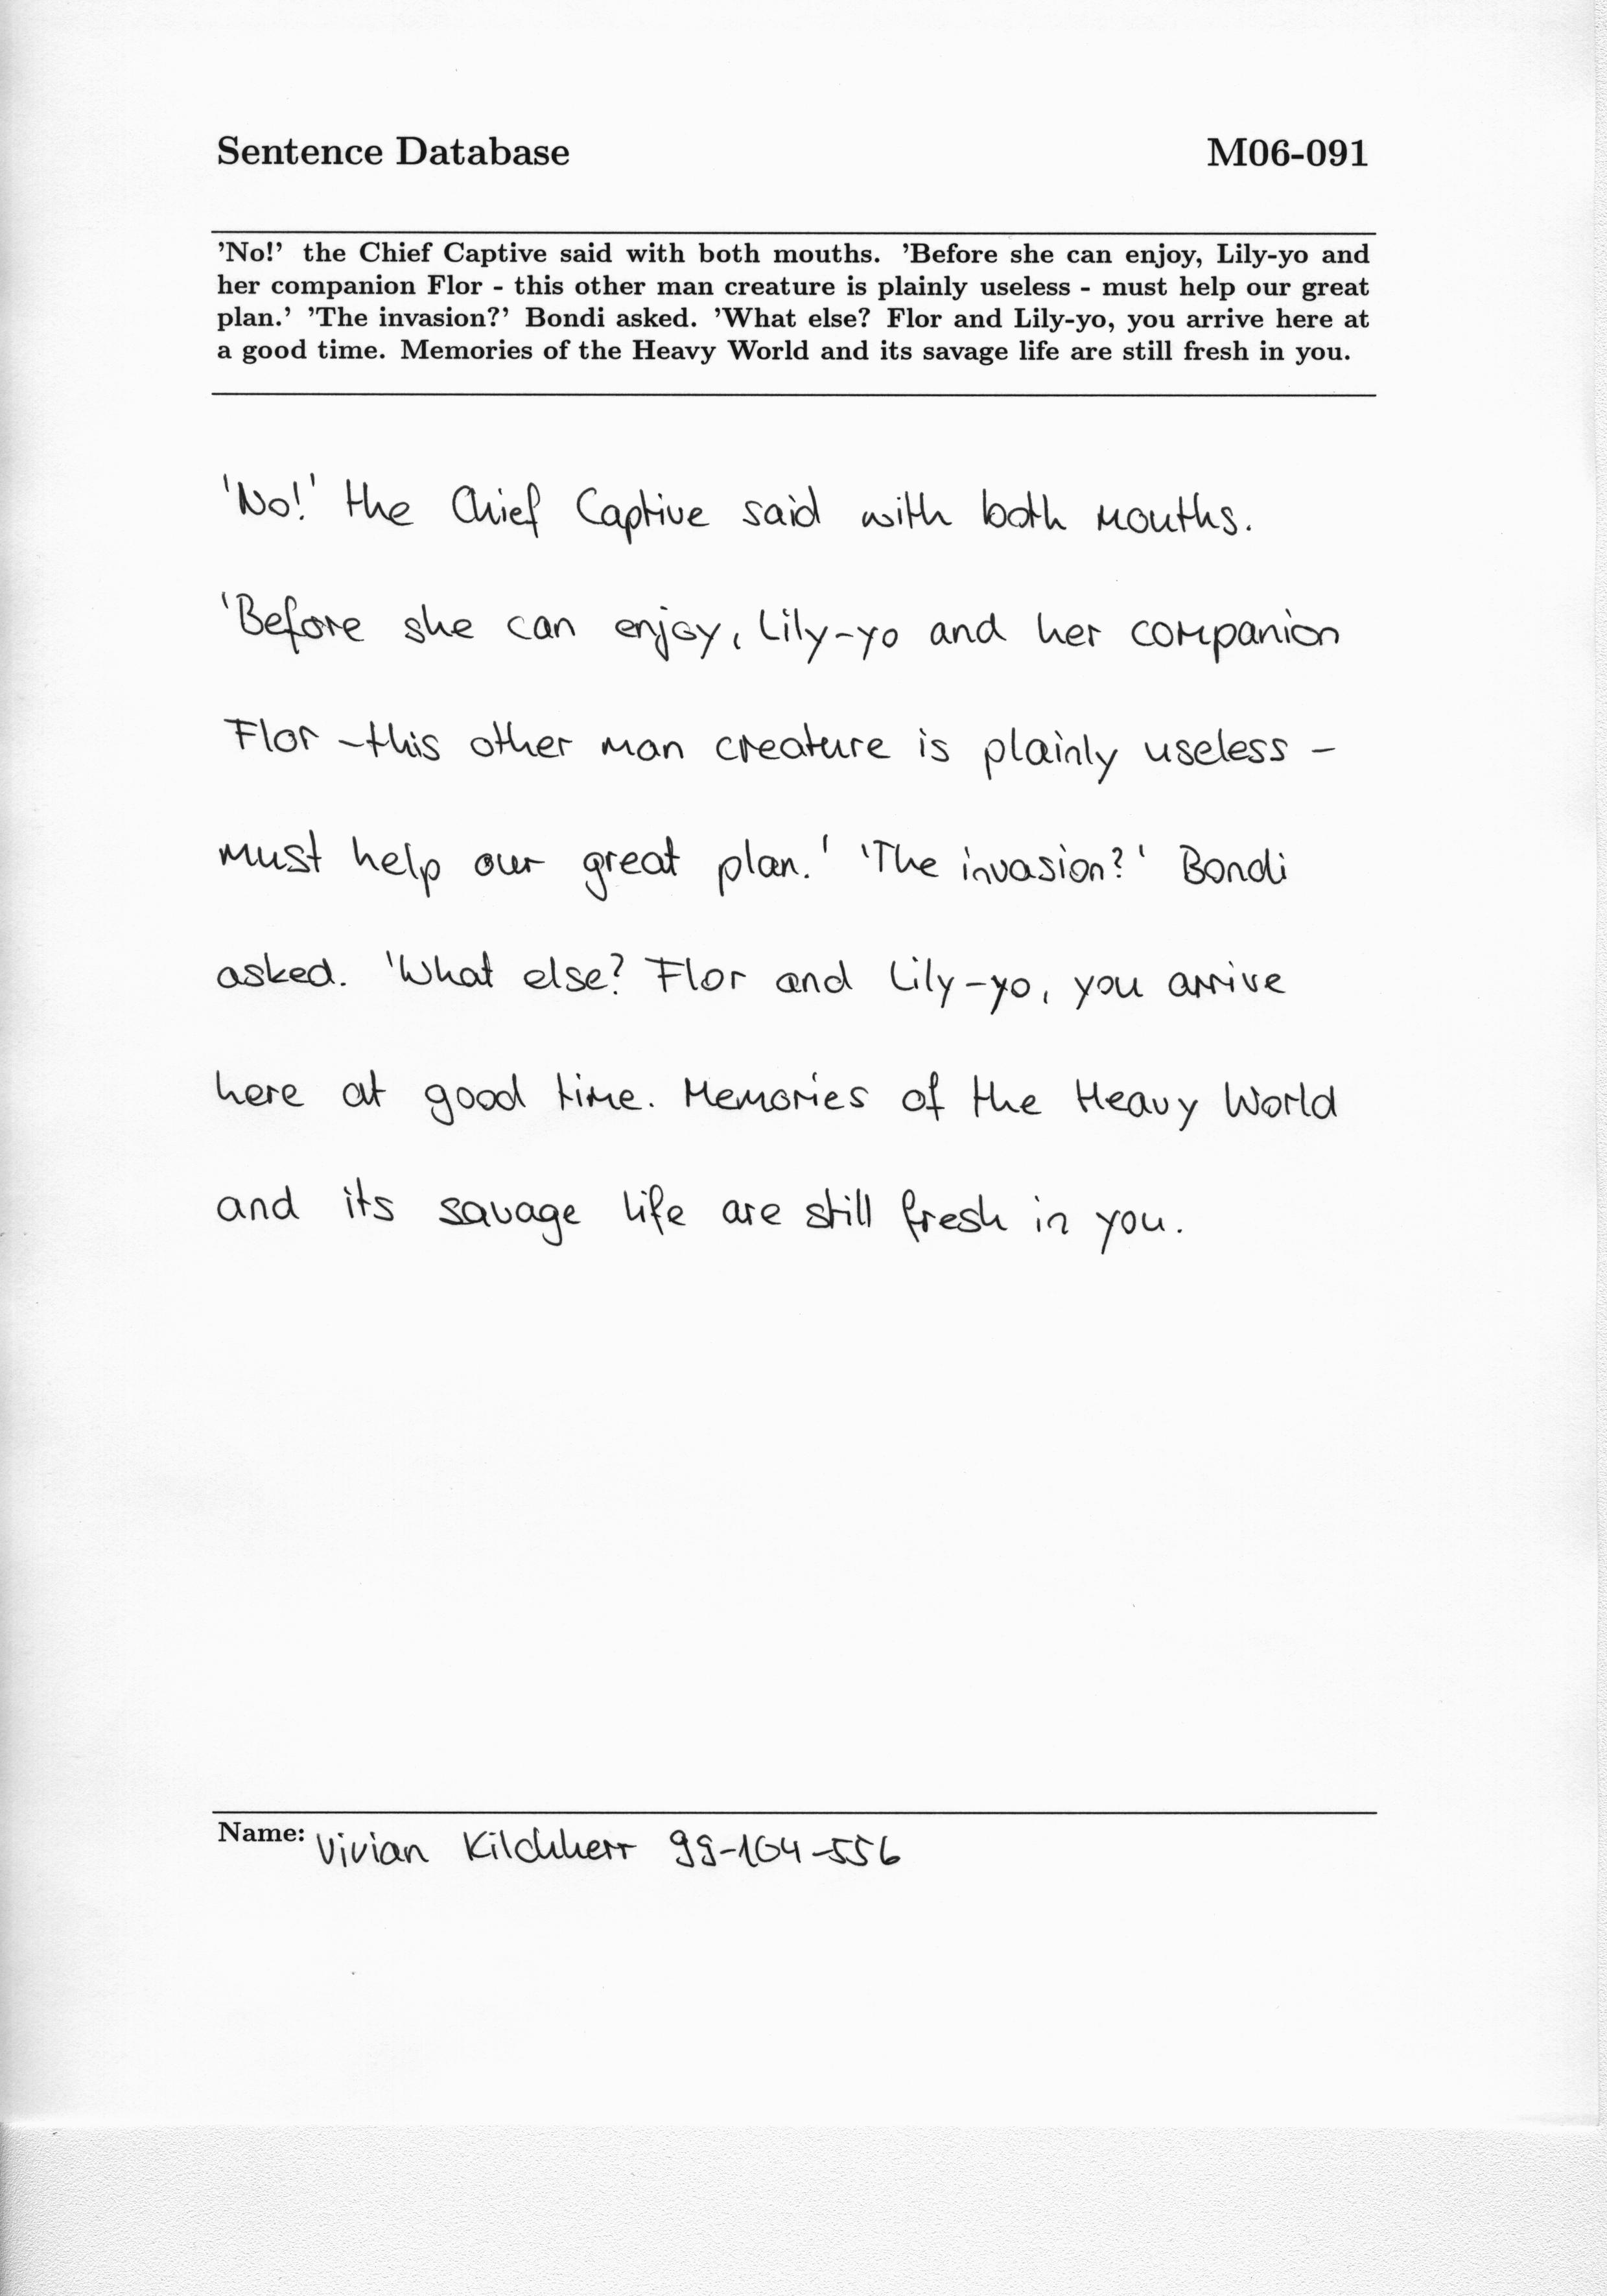 Sentence Database M06-091
'No!' the Chief Captive said with both mouths. 'Before she can enjoy, Lily-yo and
her companion Flor - this other man creature is plainly useless - must help our great
plan.' 'The invasion?' Bondi asked. 'What else? Flor and Lily-yo, you arrive here at
a good time. Memories of the Heavy World and its savage life are still fresh in you.
'No!' the Chief Captive said with both mouths.
'Before she can enjoy, Lily-yo and her companion
Flor - this other man creature is plainly useless -
must help our great plan.' 'The invasion?' Bondi
asked. 'What else? Flor and Lily-yo, you arrive
here at good time. Memories of the Heavy World
and its savage life are still fresh in you.
Name: Vivian Kilchherr 99-104-556